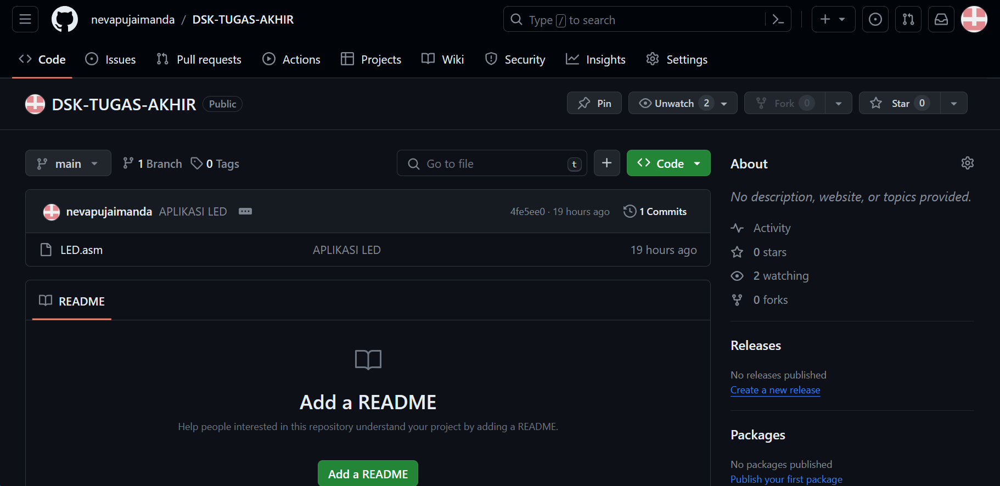 nevapujaimanda / DSK-TUGAS-AKHIR
Type / to search
Code
Issues
Pull requests
Actions
Projects
Wiki
Security
Insights
Settings
DSK-TUGAS-AKHIR Public
Pin
Unwatch 2
Fork 0
Star 0
main
1 Branch
0 Tags
Go to file t
Code
nevapujaimanda APLIKASI LED
4fe5ee0 · 19 hours ago
1 Commits
LED.asm APLIKASI LED 19 hours ago
README
Add a README
Help people interested in this repository understand your project by adding a README.
Add a README
About
No description, website, or topics provided.
Activity
0 stars
2 watching
0 forks
Releases
No releases published
Create a new release
Packages
No packages published
Publish your first package